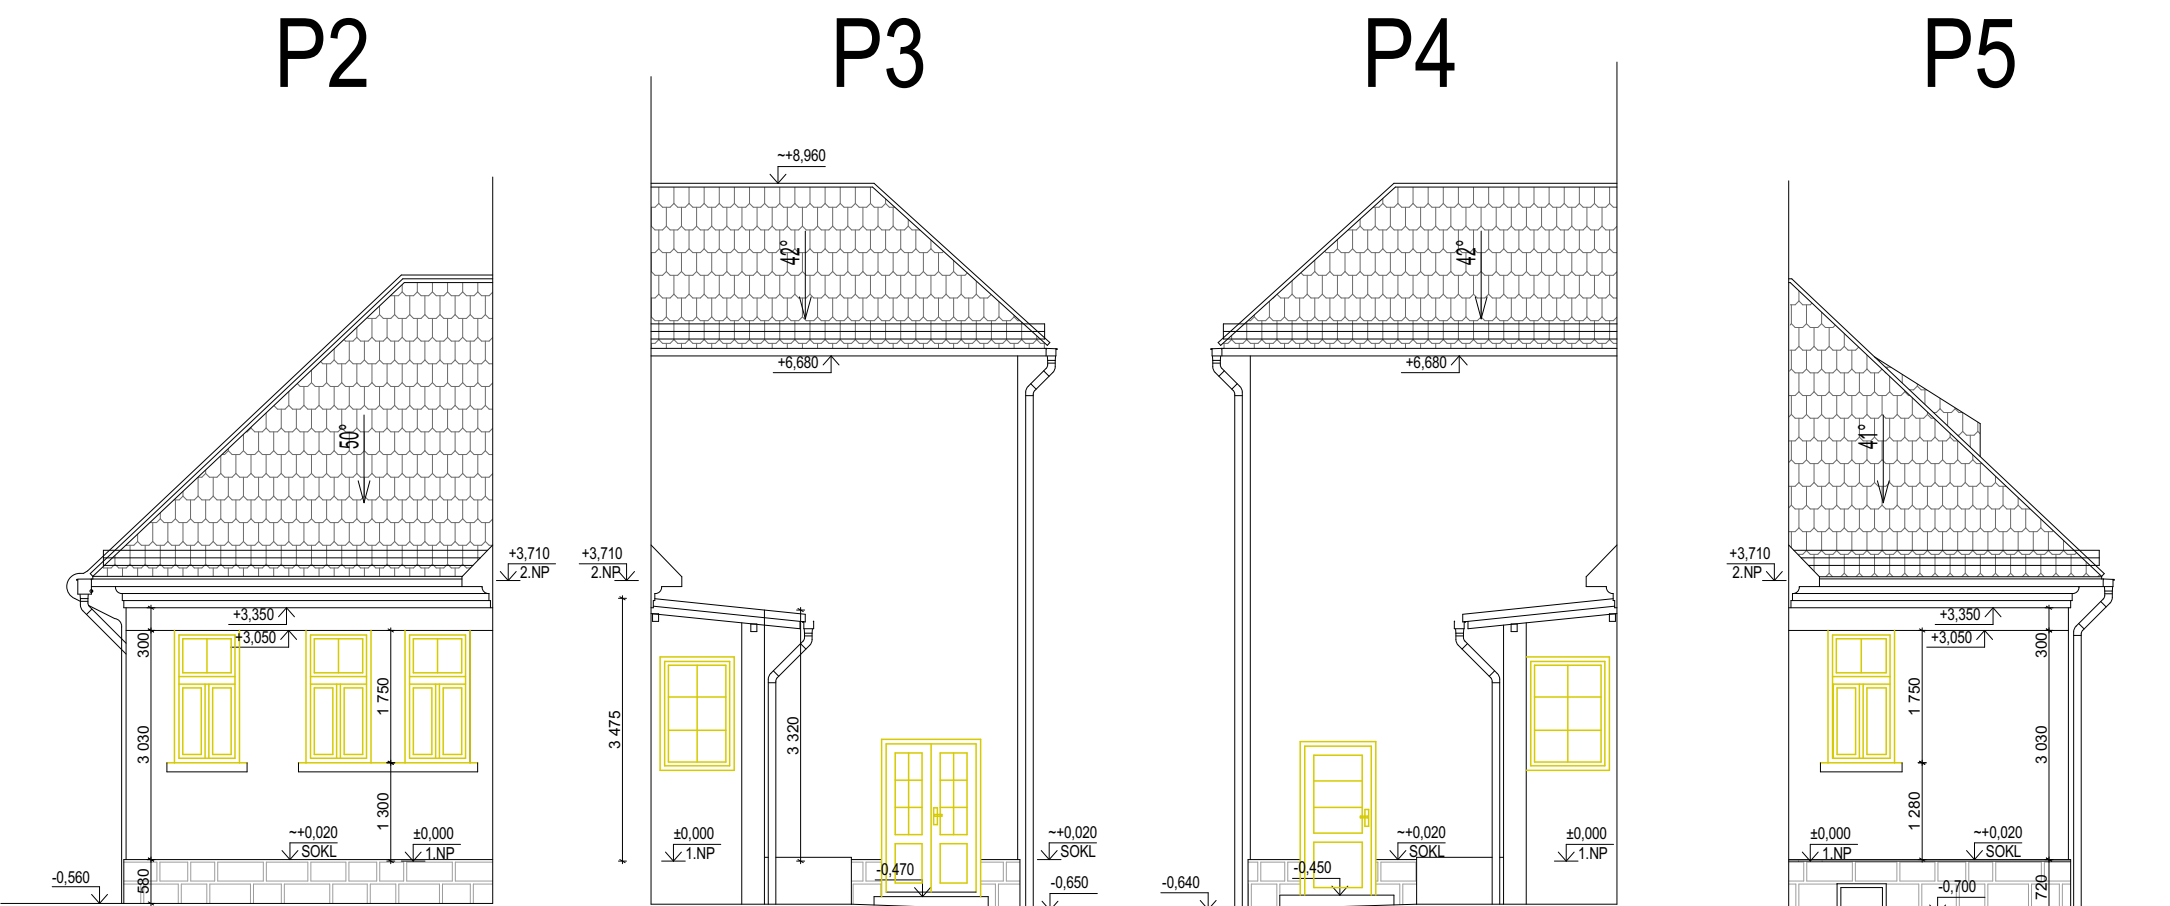 P2
P3
P4
P5
50°
+3,710
2.NP
+3,350
+3,050
300
3 030
580
1 750
1 300
~+0,020
SOKL
±0,000
1.NP
-0,560
~+8,960
42°
+6,680
+3,710
2.NP
3 475
3 320
±0,000
1.NP
-0,470
~+0,020
SOKL
-0,650
42°
+6,680
-0,640
-0,450
~+0,020
SOKL
±0,000
1.NP
41°
+3,710
2.NP
+3,350
+3,050
300
3 030
720
1 750
1 280
±0,000
1.NP
~+0,020
SOKL
-0,700